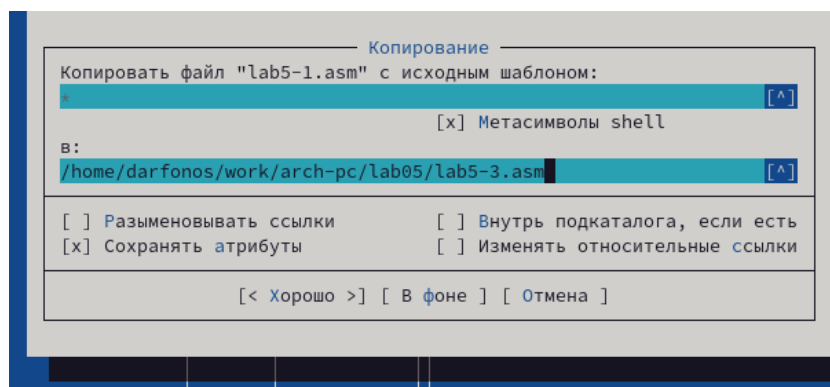 Копирование
Копировать файл "lab5-1.asm" с исходным шаблоном:
* [^]
[x] Метасимволы shell
в:
/home/darfonos/work/arch-pc/lab05/lab5-3.asm [^]
[ ] Разыменовывать ссылки [ ] Внутрь подкаталога, если есть
[x] Сохранять атрибуты [ ] Изменять относительные ссылки
[< Хорошо >] [ В фоне ] [ Отмена ]